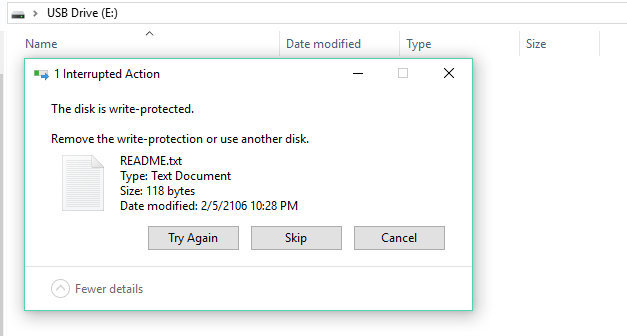 USB Drive (E:)
Name Date modified Type Size
1 Interrupted Action
The disk is write-protected.
Remove the write-protection or use another disk.
README.txt
Type: Text Document
Size: 118 bytes
Date modified: 2/5/2106 10:28 PM
Try Again Skip Cancel
Fewer details